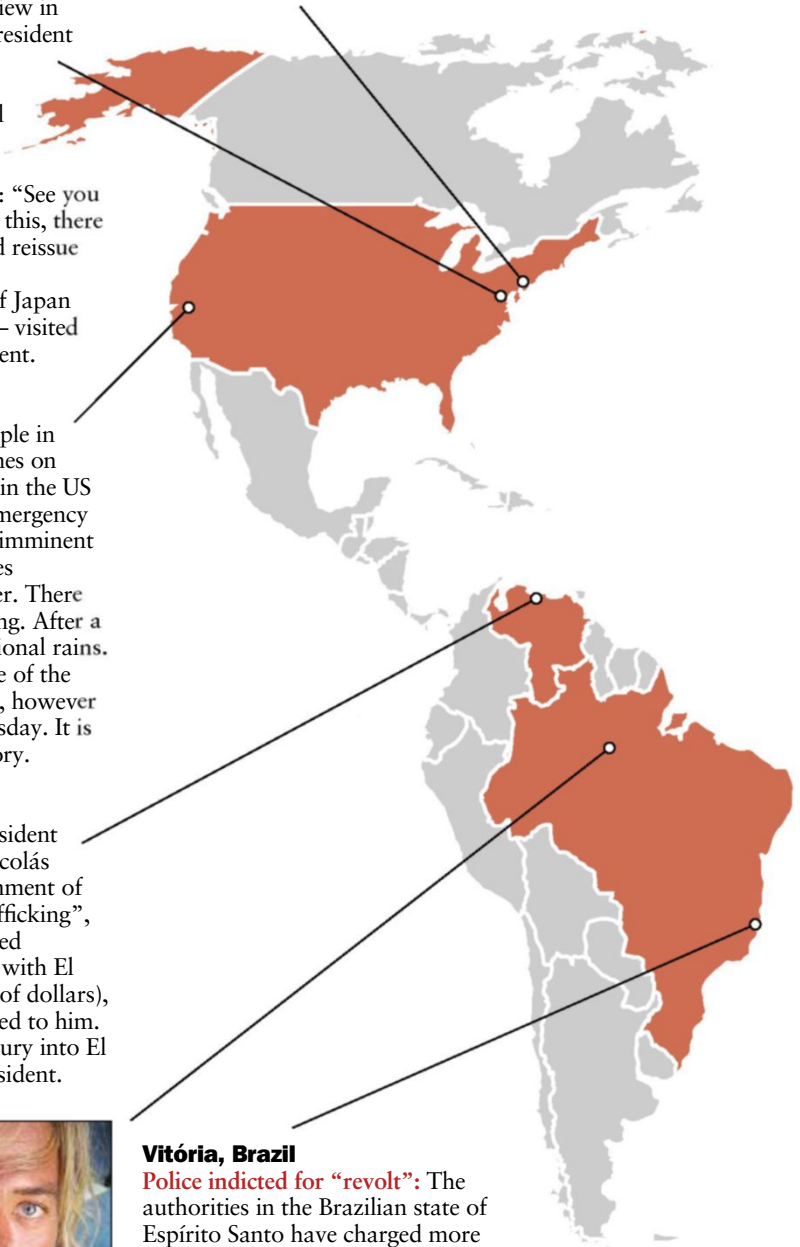 iew in
resident
l
: “See you
this, there
d reissue
f Japan
– visited
ent.
ple in
nes on
in the US
mergency
imminent
es
er. There
ng. After a
ional rains.
e of the
, however
sday. It is
ory.
sident
colás
nment of
fficking”,
ed
with El
of dollars),
ed to him.
ury into El
sident.
Vitória, Brazil
Police indicted for “revolt”: The
authorities in the Brazilian state of
Espírito Santo have charged more